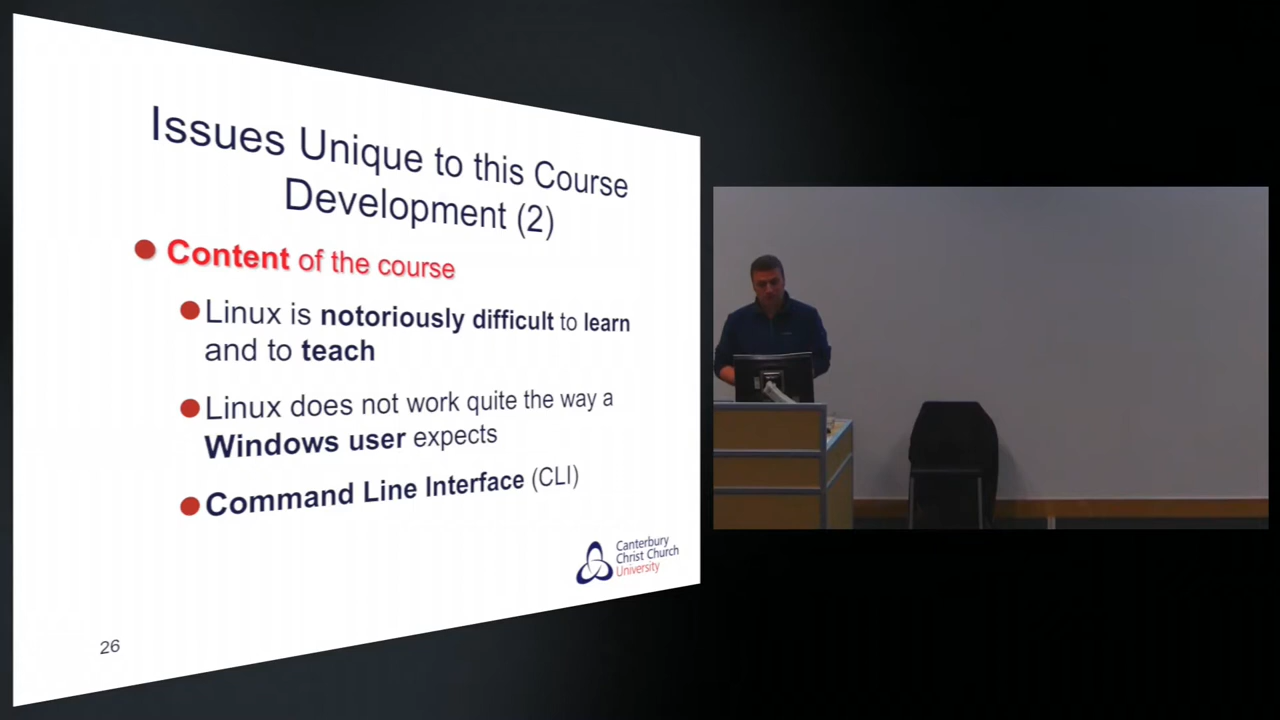 Issues Unique to this Course
Development (2)
Content of the course
Linux is notoriously difficult to learn
and to teach
Linux does not work quite the way a
Windows user expects
Command Line Interface (CLI)
Canterbury
Christ Church
University
26